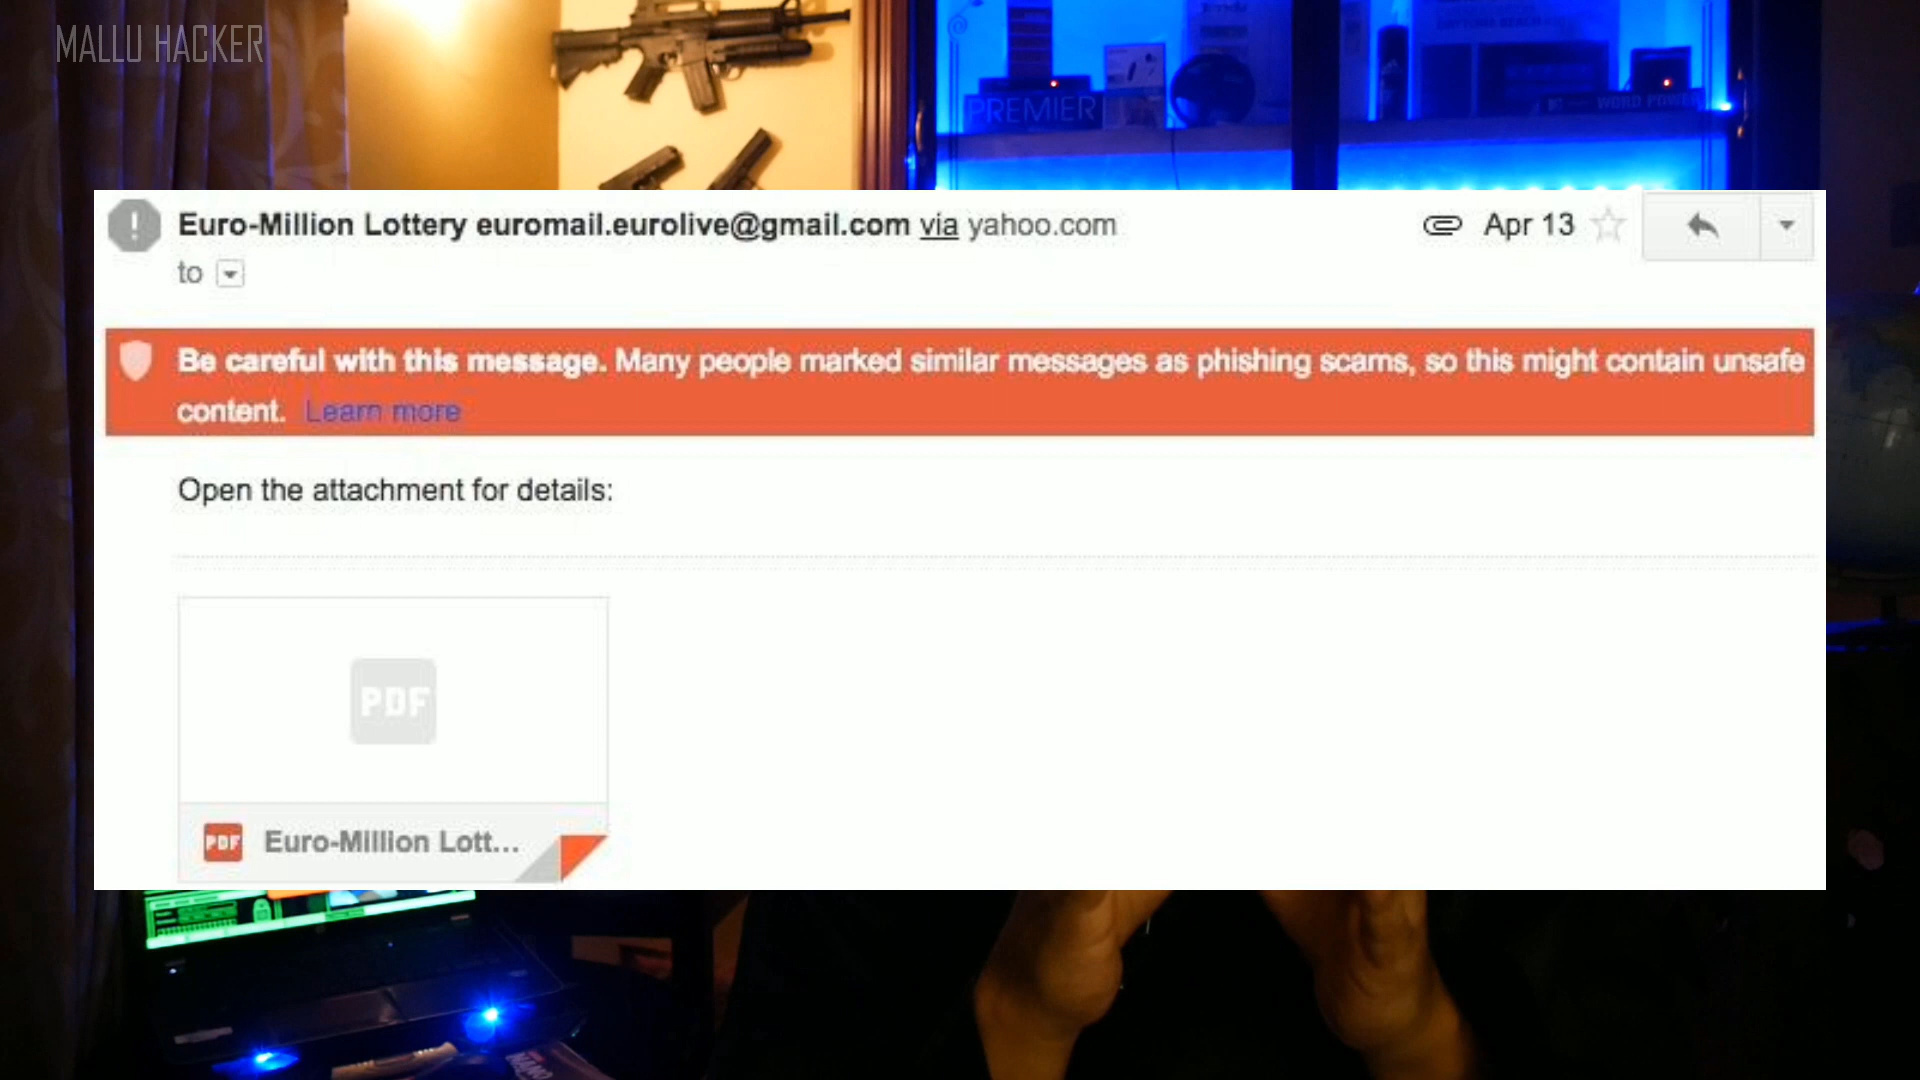 MALLU HACKER
PREMIER
WORD POWER
Euro-Million Lottery euromail.eurolive@gmail.com via yahoo.com
Apr 13
to
Be careful with this message. Many people marked similar messages as phishing scams, so this might contain unsafe
content. Learn more
Open the attachment for details:
PDF
PDF Euro-Million Lott...